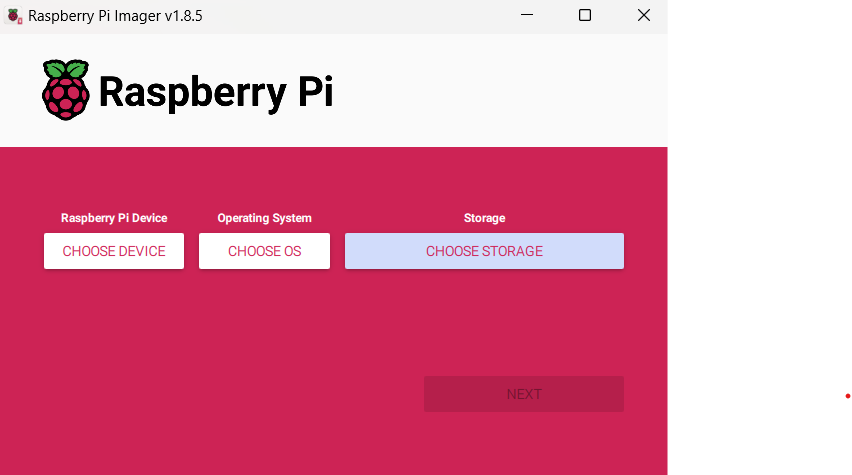 Raspberry Pi Imager v1.8.5
Raspberry Pi
Raspberry Pi Device Operating System Storage
CHOOSE DEVICE CHOOSE OS CHOOSE STORAGE
NEXT